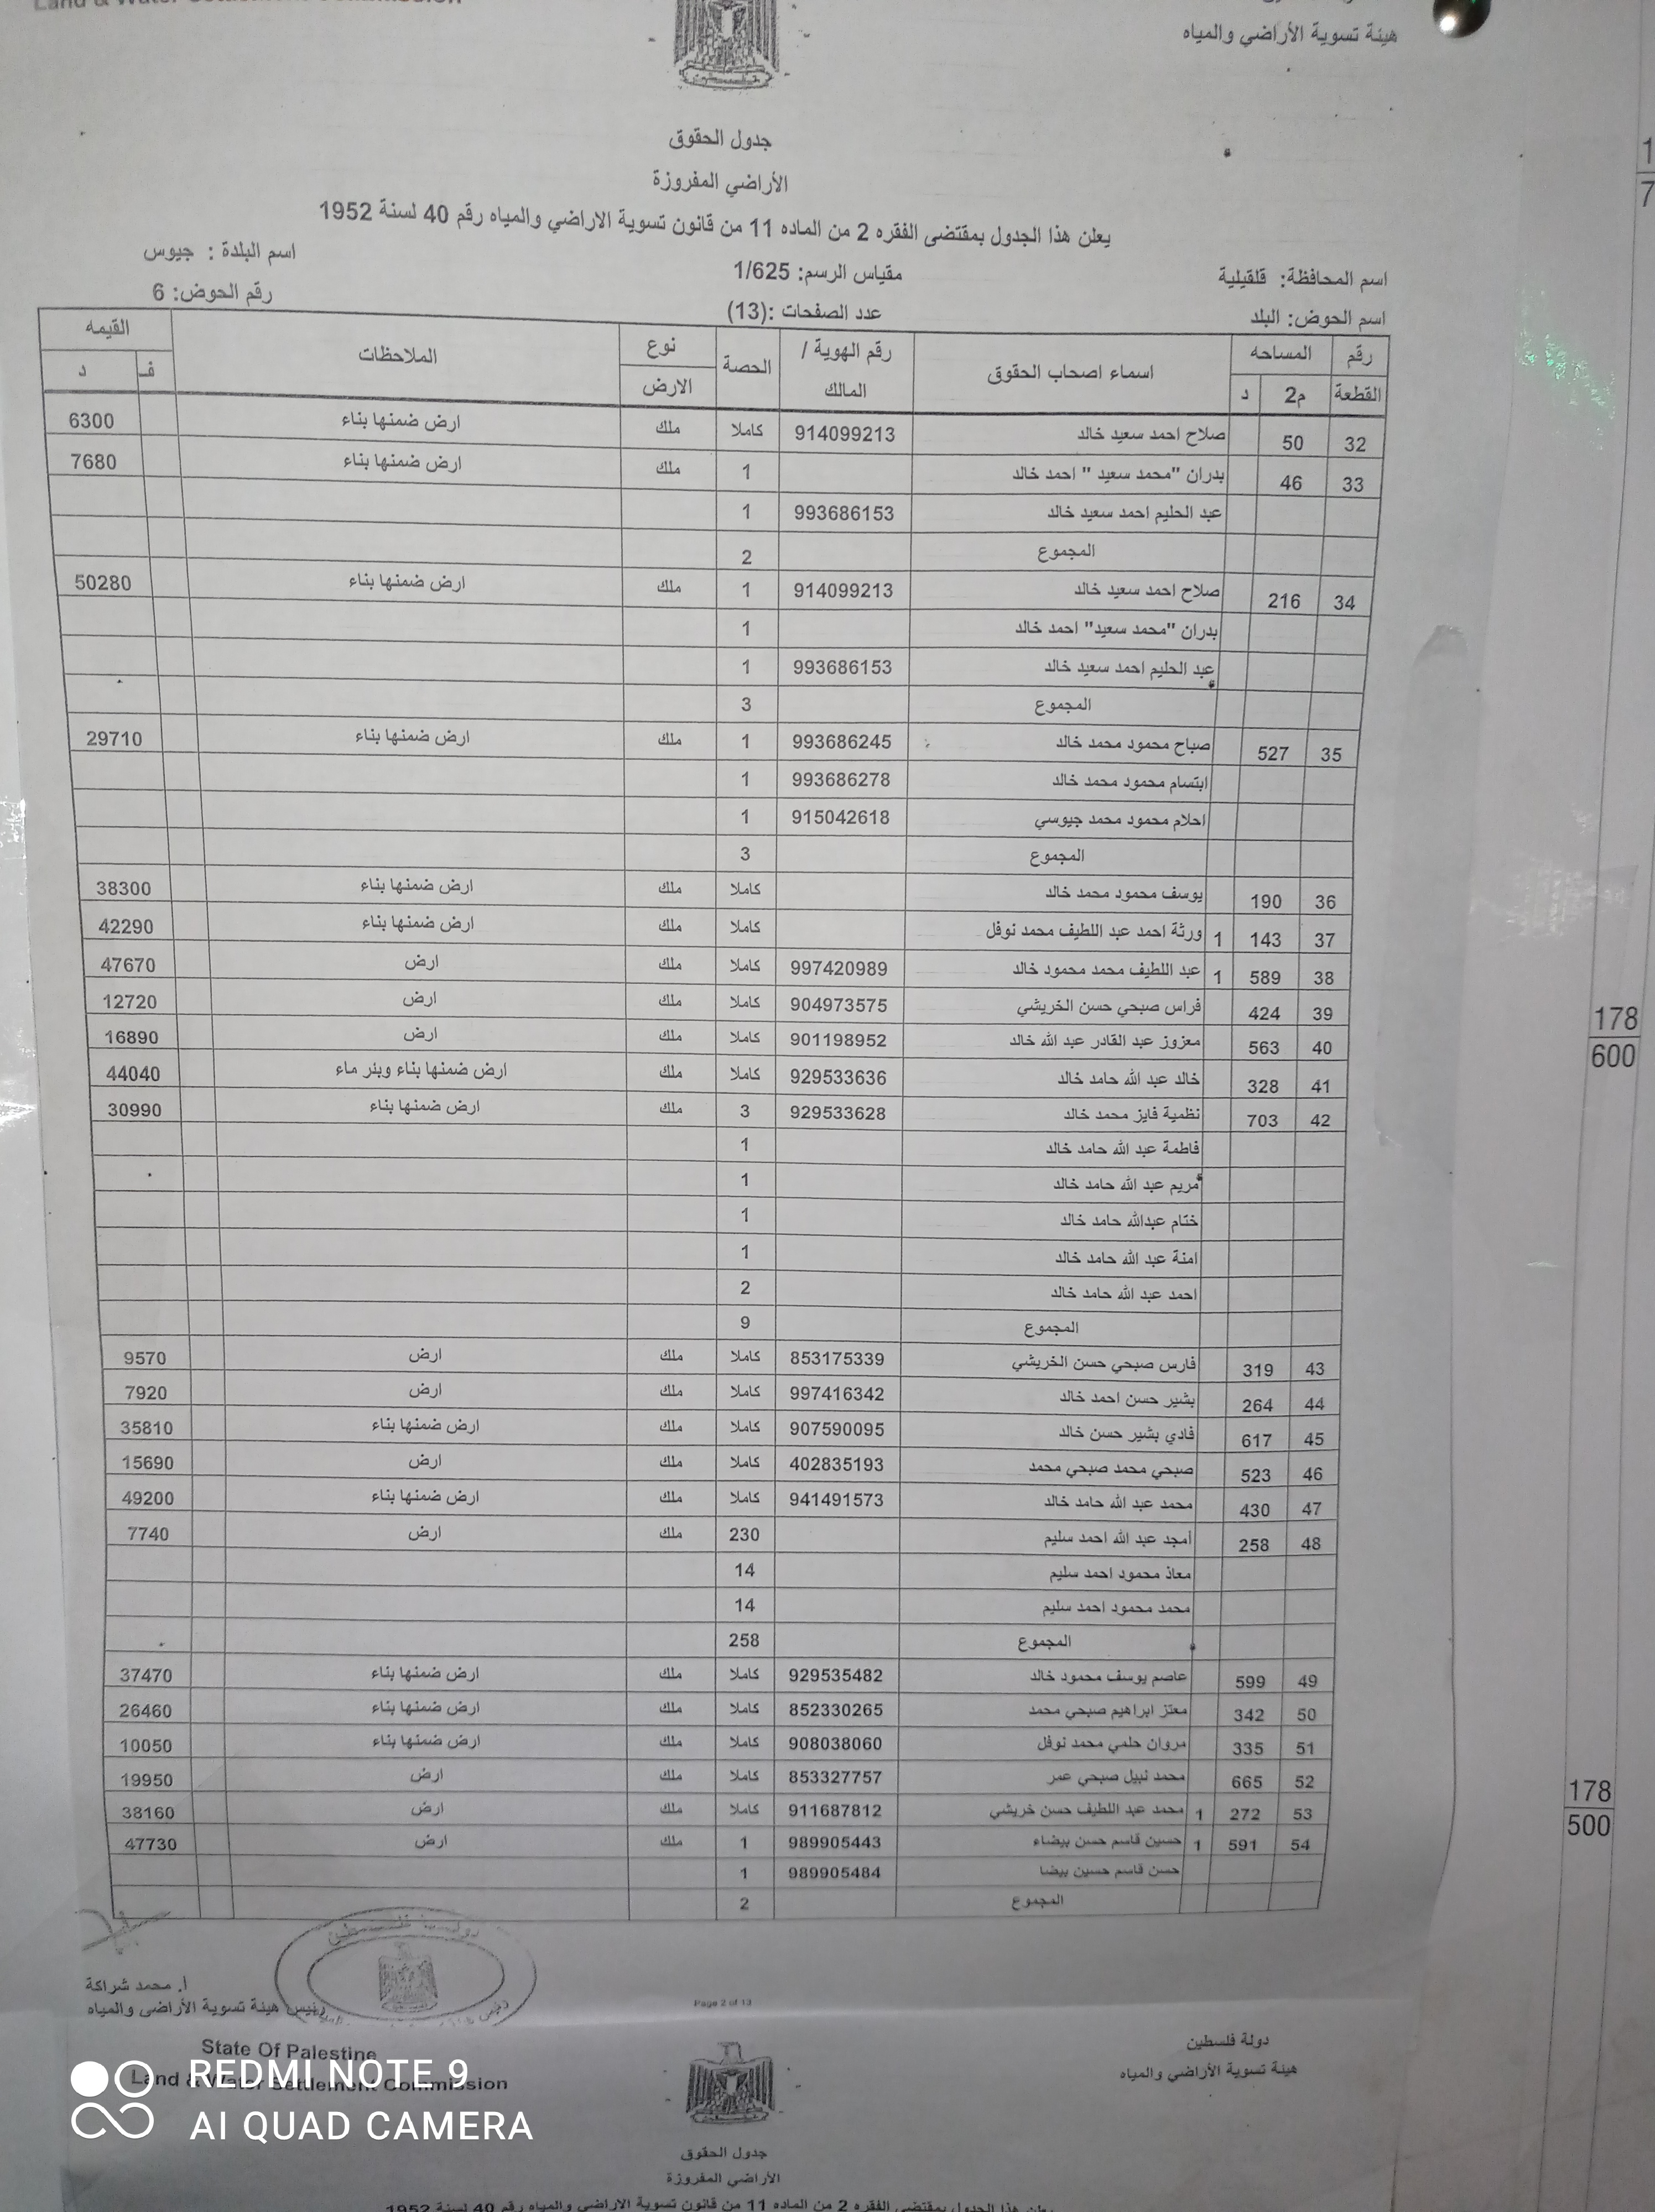 هيئة تسوية الأراضي والمياه
جدول الحقوق
الأراضي المفروزة
يعلن هذا الجدول بمقتضى الفقره 2 من الماده 11 من قانون تسوية الاراضي والمياه رقم 40 لسنة 1952
اسم المحافظة: قلقيلية مقياس الرسم: 1/625 اسم البلدة : جيوس
اسم الحوض: البلد عدد الصفحات :(13) رقم الحوض: 6
رقم القطعة المساحه م2 د اسماء اصحاب الحقوق رقم الهوية / المالك الحصة نوع الارض الملاحظات القيمه ف د
32 50 صلاح احمد سعيد خالد 914099213 كاملا ملك ارض ضمنها بناء 6300
33 46 بدران "محمد سعيد " احمد خالد 1 ملك ارض ضمنها بناء 7680
عبد الحليم احمد سعيد خالد 993686153 1
المجموع 2
34 216 صلاح احمد سعيد خالد 914099213 1 ملك ارض ضمنها بناء 50280
بدران "محمد سعيد" احمد خالد 1
عبد الحليم احمد سعيد خالد 993686153 1
المجموع 3
35 527 صباح محمود محمد خالد 993686245 1 ملك ارض ضمنها بناء 29710
ابتسام محمود محمد خالد 993686278 1
احلام محمود محمد جيوسي 915042618 1
المجموع 3
36 190 يوسف محمود محمد خالد كاملا ملك ارض ضمنها بناء 38300
37 143 1 ورثة احمد عبد اللطيف محمد نوفل كاملا ملك ارض ضمنها بناء 42290
38 589 1 عبد اللطيف محمد محمود خالد 997420989 كاملا ملك ارض 47670
39 424 فراس صبحي حسن الخريشي 904973575 كاملا ملك ارض 12720
40 563 معزوز عبد القادر عبد الله خالد 901198952 كاملا ملك ارض 16890
41 328 خالد عبد الله حامد خالد 929533636 كاملا ملك ارض ضمنها بناء وبئر ماء 44040
42 703 نظمية فايز محمد خالد 929533628 3 ملك ارض ضمنها بناء 30990
فاطمة عبد الله حامد خالد 1
مريم عبد الله حامد خالد 1
ختام عبدالله حامد خالد 1
امنة عبد الله حامد خالد 1
احمد عبد الله حامد خالد 2
المجموع 9
43 319 فارس صبحي حسن الخريشي 853175339 كاملا ملك ارض 9570
44 264 بشير حسن احمد خالد 997416342 كاملا ملك ارض 7920
45 617 فادي بشير حسن خالد 907590095 كاملا ملك ارض ضمنها بناء 35810
46 523 صبحي محمد صبحي محمد 402835193 كاملا ملك ارض 15690
47 430 محمد عبد الله حامد خالد 941491573 كاملا ملك ارض ضمنها بناء 49200
48 258 أمجد عبد الله احمد سليم 230 ملك ارض 7740
معاذ محمود احمد سليم 14
محمد محمود احمد سليم 14
المجموع 258
49 599 عاصم يوسف محمود خالد 929535482 كاملا ملك ارض ضمنها بناء 37470
50 342 معتز ابراهيم صبحي محمد 852330265 كاملا ملك ارض ضمنها بناء 26460
51 335 مروان حلمي محمد نوفل 908038060 كاملا ملك ارض ضمنها بناء 10050
52 665 محمد نبيل صبحي عمر 853327757 كاملا ملك ارض 19950
53 272 1 محمد عبد اللطيف حسن خريشي 911687812 كاملا ملك ارض 38160
54 591 1 حسين قاسم حسن بيضاء 989905443 1 ملك ارض 47730
حسن قاسم حسين بيضا 989905484 1
المجموع 2
دولة فلسطين
أ. محمد شراكة
رئيس هيئة تسوية الأراضي والمياه
Page 2 of 13
State Of Palestine دولة فلسطين
Land & Water Settlement Commission هيئة تسوية الأراضي والمياه
جدول الحقوق
الأراضي المفروزة
يعلن هذا الجدول بمقتضى الفقره 2 من الماده 11 من قانون تسوية الاراضي والمياه رقم 40 لسنة 1952
178
600
178
500
1
7
REDMI NOTE 9
AI QUAD CAMERA